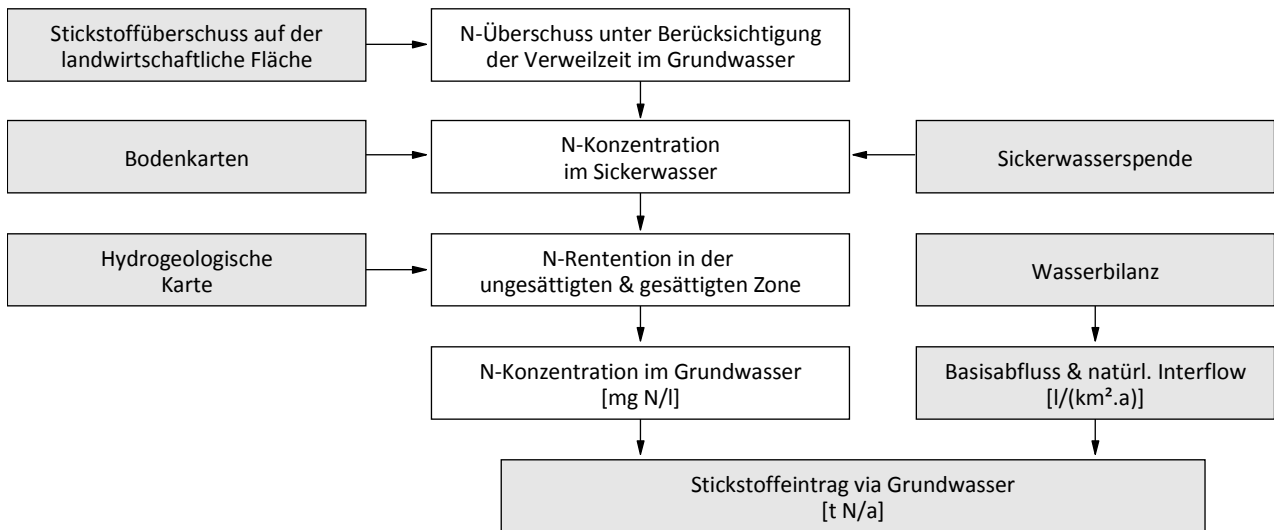 Stickstoffüberschuss auf der
landwirtschaftliche Fläche
N-Überschuss unter Berücksichtigung
der Verweilzeit im Grundwasser
Bodenkarten
N-Konzentration
im Sickerwasser
Sickerwasserspende
Hydrogeologische
Karte
N-Rentention in der
ungesättigten & gesättigten Zone
Wasserbilanz
N-Konzentration im Grundwasser
[mg N/l]
Basisabfluss & natürl. Interflow
[l/(km².a)]
Stickstoffeintrag via Grundwasser
[t N/a]